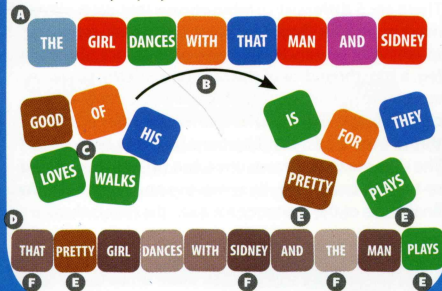 A
THE GIRL DANCES WITH THAT MAN AND SIDNEY
B
GOOD OF HIS
C
LOVES WALKS
IS FOR THEY
PRETTY PLAYS
E E
D
THAT PRETTY GIRL DANCES WITH SIDNEY AND THE MAN PLAYS
F E F F E